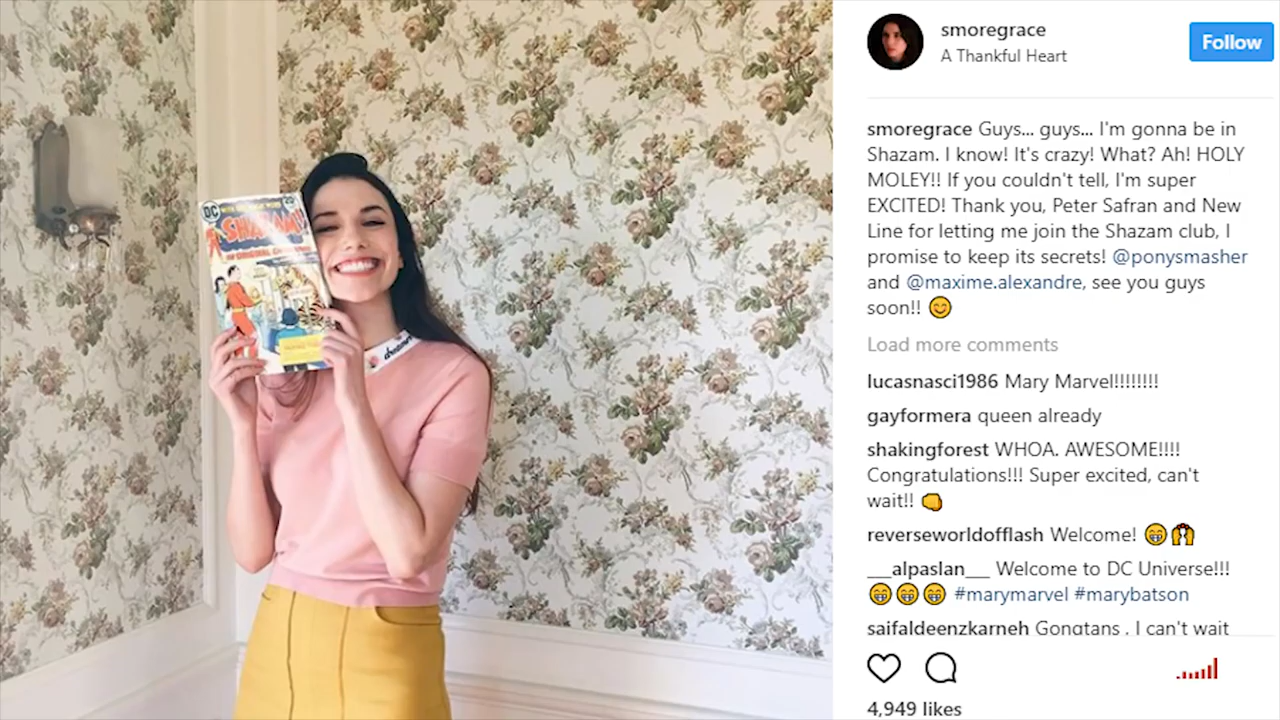 smoregrace
A Thankful Heart
Follow
smoregrace Guys... guys... I'm gonna be in
Shazam. I know! It's crazy! What? Ah! HOLY
MOLEY!! If you couldn't tell, I'm super
EXCITED! Thank you, Peter Safran and New
Line for letting me join the Shazam club, I
promise to keep its secrets! @ponysmasher
and @maxime.alexandre, see you guys
soon!! 😊
Load more comments
lucasnasci1986 Mary Marvel!!!!!!!!
gayformera queen already
shakingforest WHOA. AWESOME!!!!
Congratulations!!! Super excited, can't
wait!! 👊
reverseworldofflash Welcome! 😁🙌
___alpaslan___ Welcome to DC Universe!!!
😁😁😁 #marymarvel #marybatson
saifaldeenzkarneh Gongtans , I can't wait
4,949 likes
DC
SHAZAM!